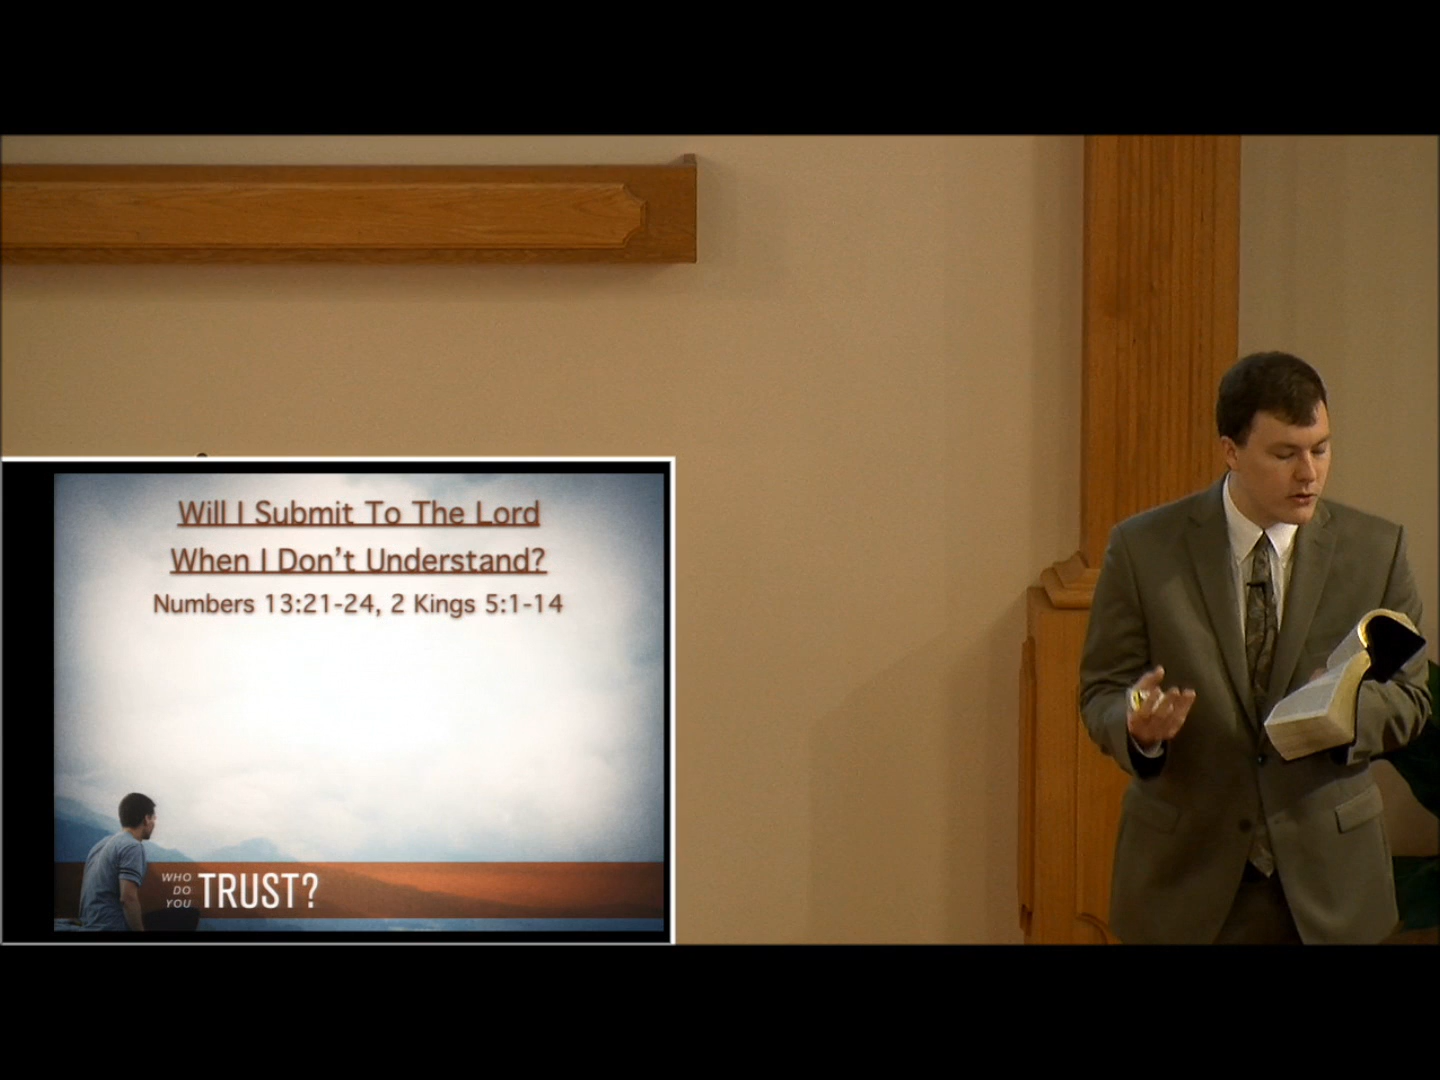 Will I Submit To The Lord
When I Don't Understand?
Numbers 13:21-24, 2 Kings 5:1-14
WHO
DO
YOU
TRUST?